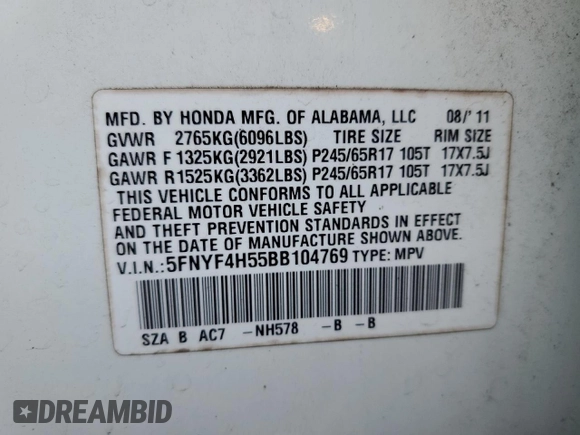 MFD. BY HONDA MFG. OF ALABAMA, LLC 08/'11
GVWR 2765KG(6096LBS) TIRE SIZE RIM SIZE
GAWR F 1325KG(2921LBS) P245/65R17 105T 17X7.5J
GAWR R 1525KG(3362LBS) P245/65R17 105T 17X7.5J
THIS VEHICLE CONFORMS TO ALL APPLICABLE
FEDERAL MOTOR VEHICLE SAFETY
AND THEFT PREVENTION STANDARDS IN EFFECT
ON THE DATE OF MANUFACTURE SHOWN ABOVE.
V.I.N.:5FNYF4H55BB104769 TYPE: MPV
SZA B AC7 -NH578 -B -B
DREAMBID